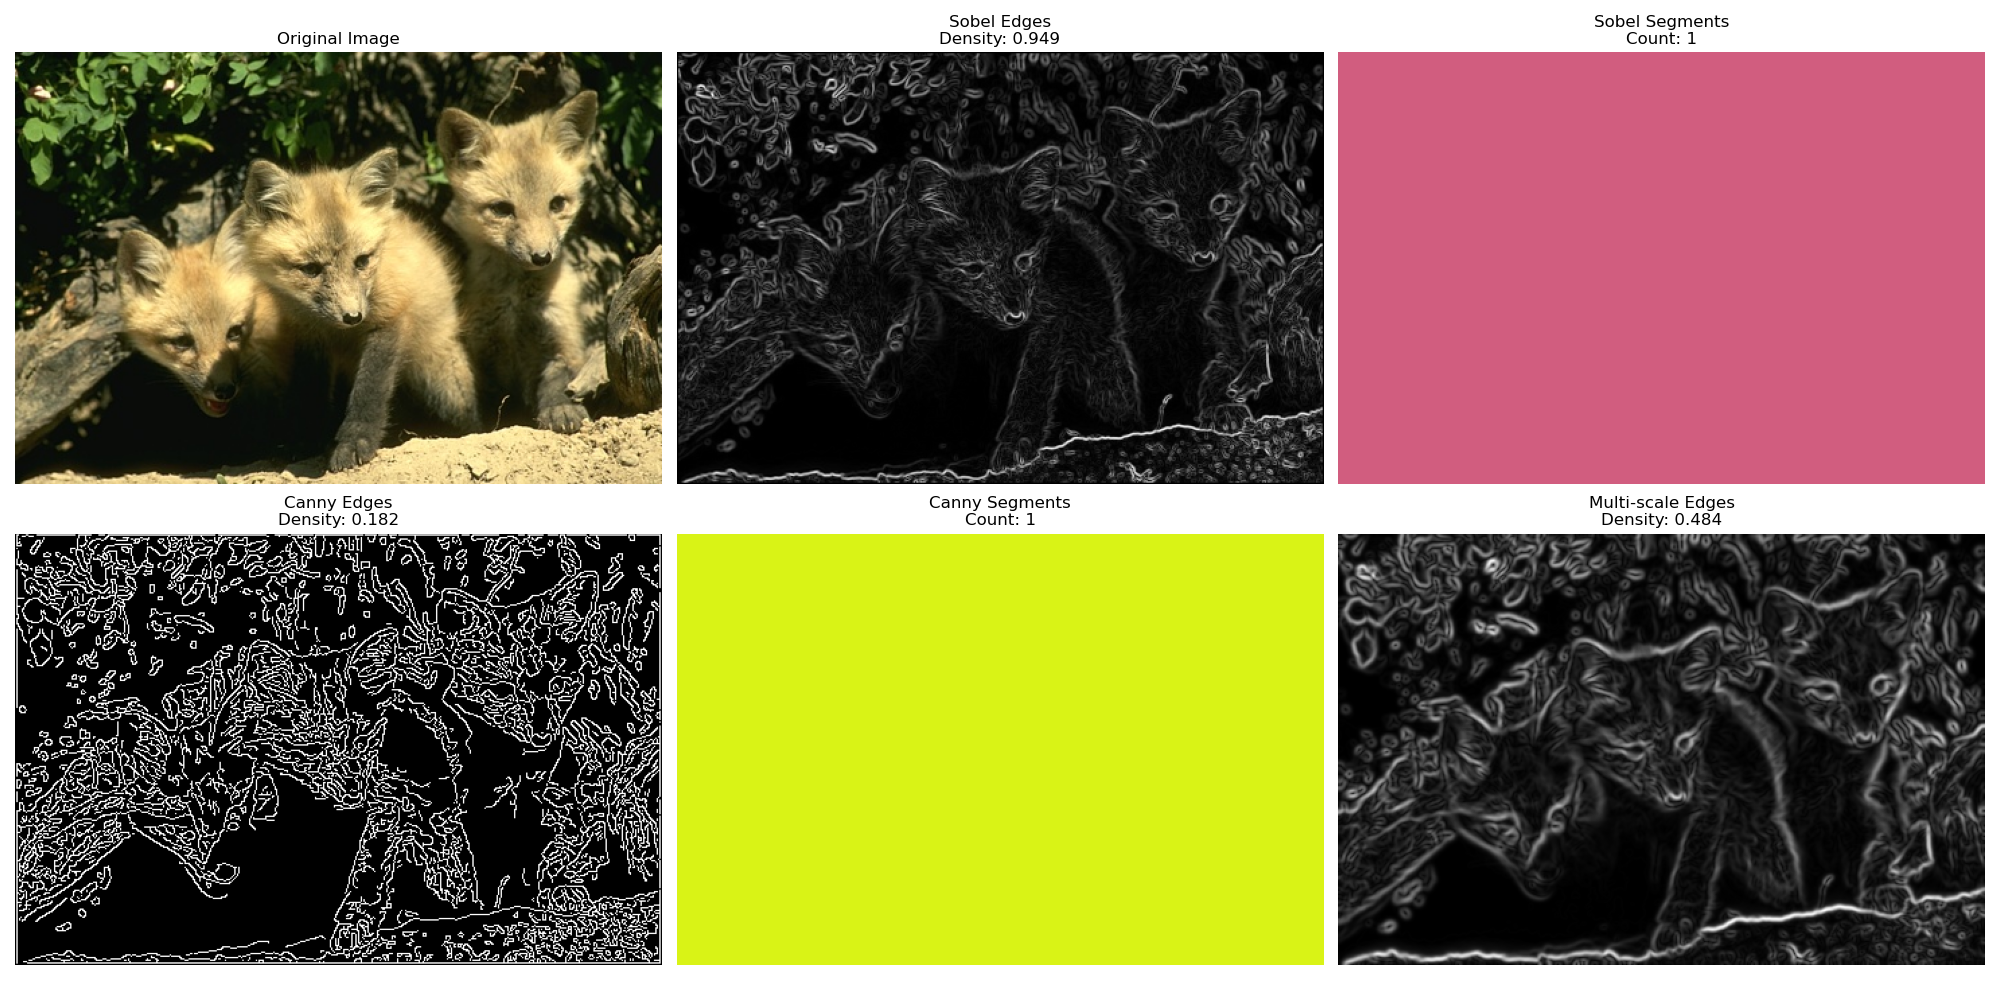 Original Image
Sobel Edges
Density: 0.949
Sobel Segments
Count: 1
Canny Edges
Density: 0.182
Canny Segments
Count: 1
Multi-scale Edges
Density: 0.484